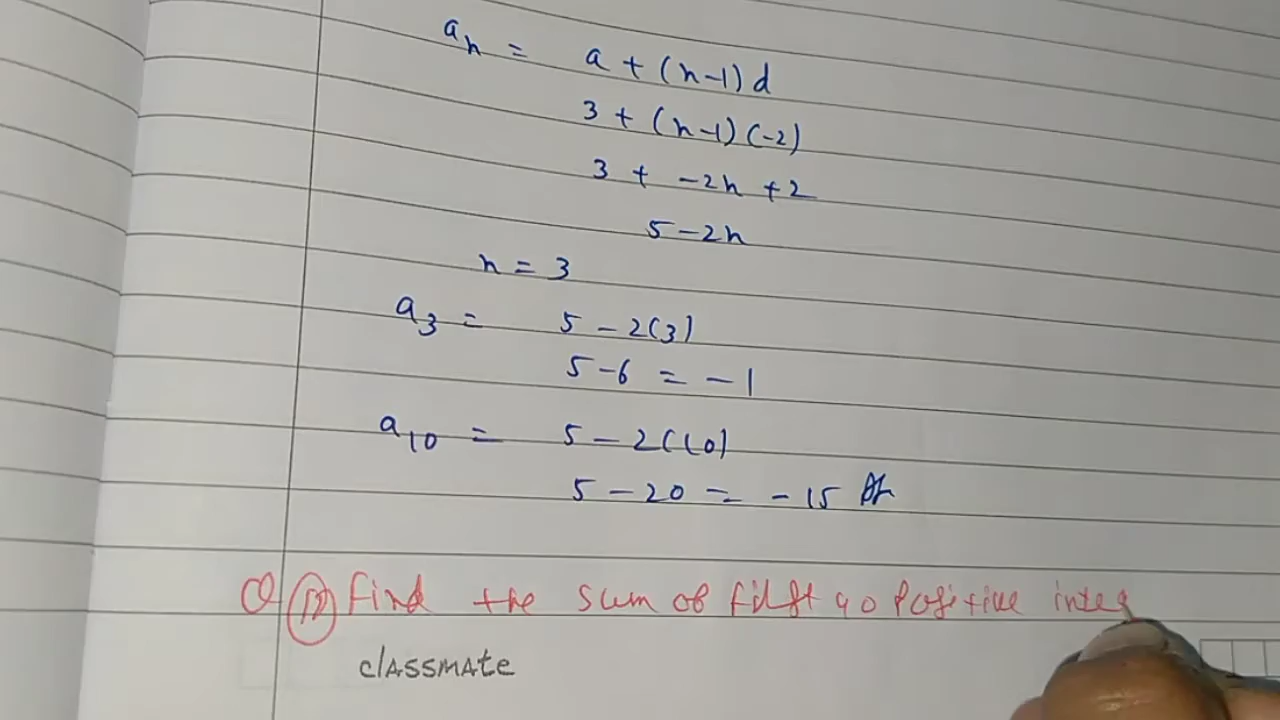 aₙ = a + (n-1)d
3 + (n-1)(-2)
3 + -2n +2
5-2n
n = 3
a₃ = 5 - 2(3)
5-6 = -1
a₁₀ = 5 - 2(10)
5 - 20 = -15
Q Find the sum of first 40 Positive integ
classmate